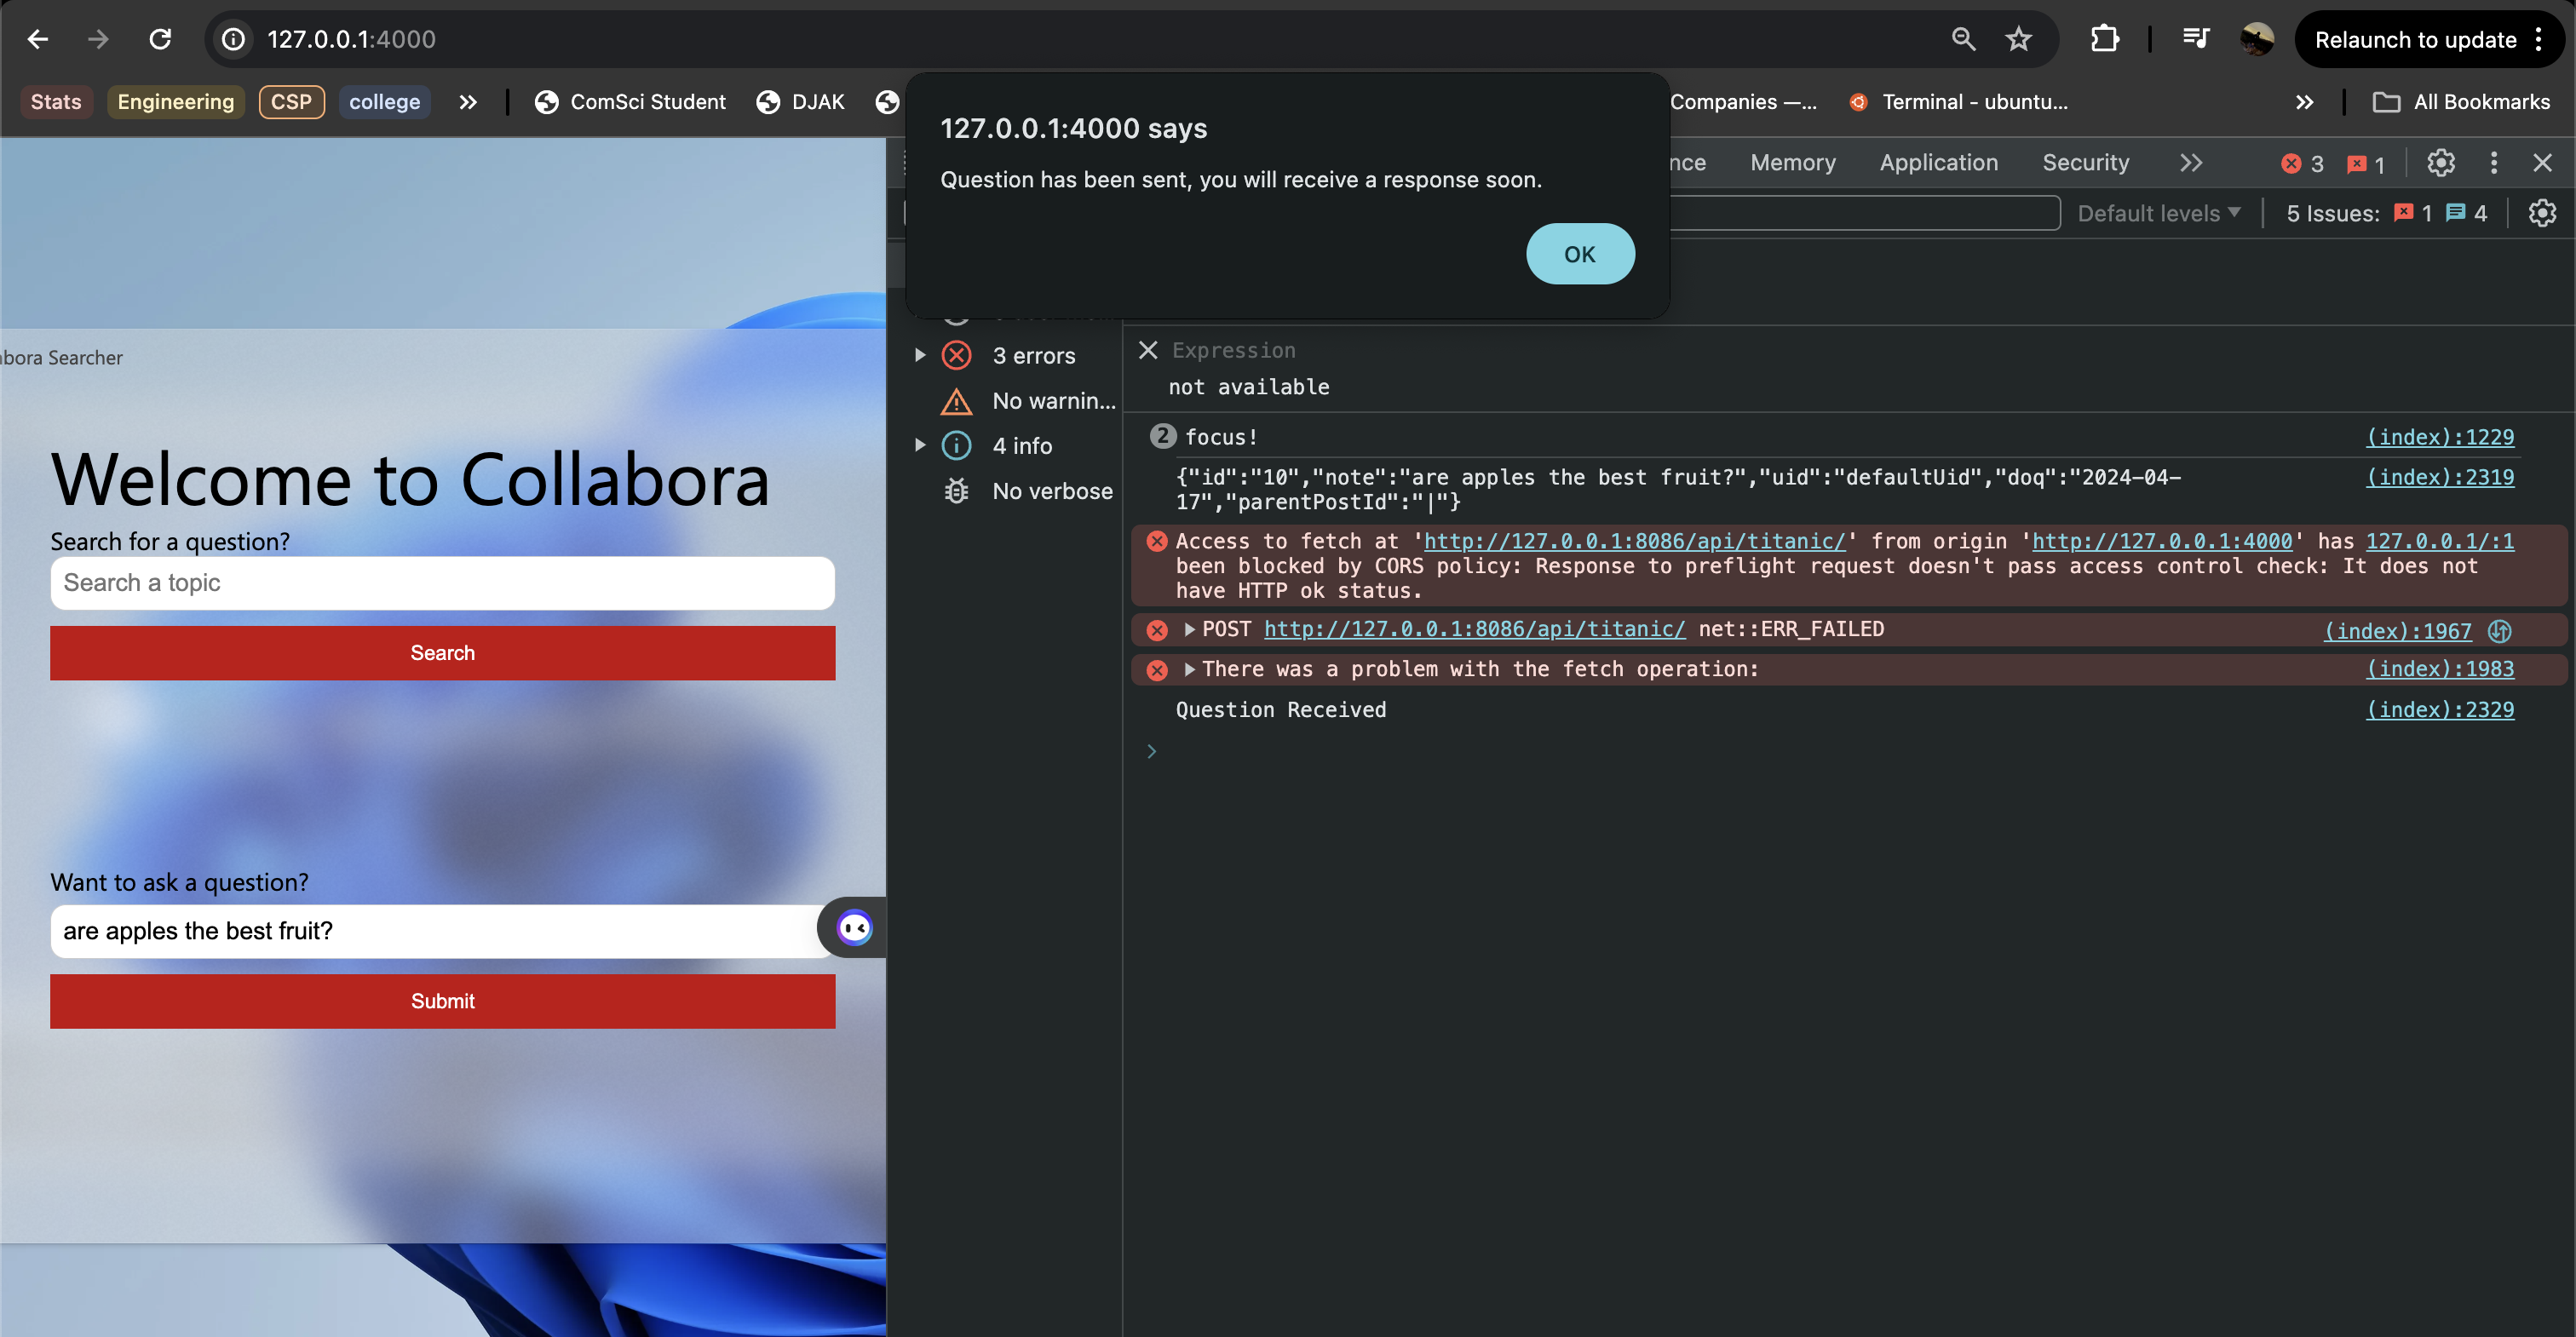 127.0.0.1:4000
Relaunch to update
Stats
Engineering
CSP
college
ComSci Student
DJAK
Companies —...
Terminal - ubuntu...
All Bookmarks
127.0.0.1:4000 says
Question has been sent, you will receive a response soon.
OK
nce
Memory
Application
Security
3
1
Default levels
5 Issues:
1
4
bora Searcher
Welcome to Collabora
Search for a question?
Search a topic
Search
Want to ask a question?
are apples the best fruit?
Submit
3 errors
No warnin...
4 info
No verbose
Expression
not available
2 focus! (index):1229
{"id":"10","note":"are apples the best fruit?","uid":"defaultUid","doq":"2024-04- (index):2319
17","parentPostId":"|"}
Access to fetch at 'http://127.0.0.1:8086/api/titanic/' from origin 'http://127.0.0.1:4000' has 127.0.0.1/:1
been blocked by CORS policy: Response to preflight request doesn't pass access control check: It does not
have HTTP ok status.
POST http://127.0.0.1:8086/api/titanic/ net::ERR_FAILED (index):1967
There was a problem with the fetch operation: (index):1983
Question Received (index):2329